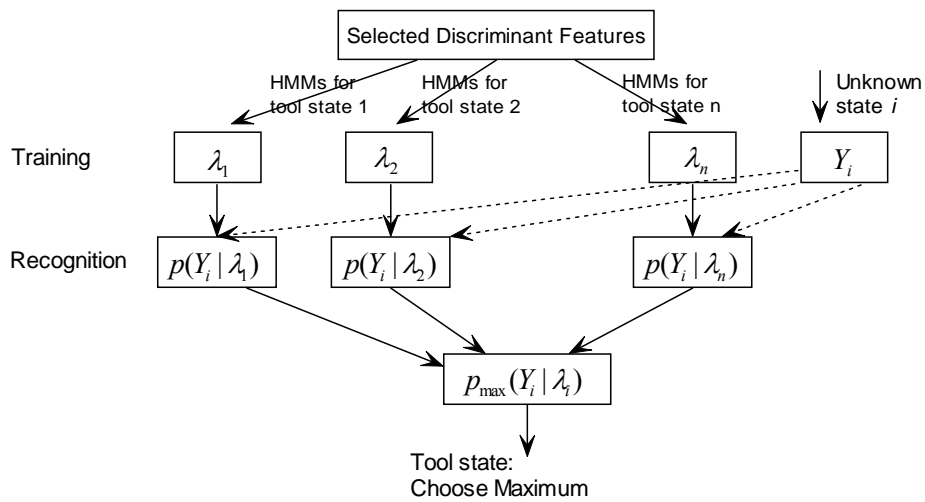 Selected Discriminant Features
HMMs for
tool state 1
HMMs for
tool state 2
HMMs for
tool state n
Unknown
state i
Training
λ₁
λ₂
λₙ
Yᵢ
Recognition
p(Yᵢ | λ₁)
p(Yᵢ | λ₂)
p(Yᵢ | λₙ)
pₘₐₓ(Yᵢ | λᵢ)
Tool state:
Choose Maximum